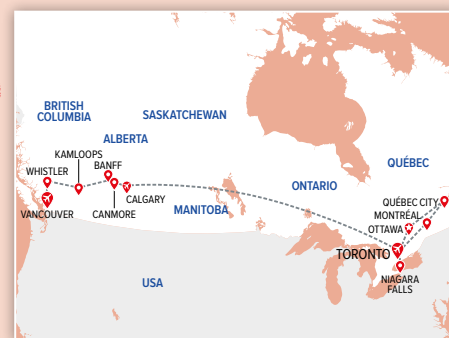 BRITISH
COLUMBIA
SASKATCHEWAN
ALBERTA
KAMLOOPS
BANFF
WHISTLER
QUÉBEC
ONTARIO
CALGARY
VANCOUVER
CANMORE
MANITOBA
QUÉBEC CITY
MONTRÉAL
OTTAWA
TORONTO
NIAGARA
FALLS
USA